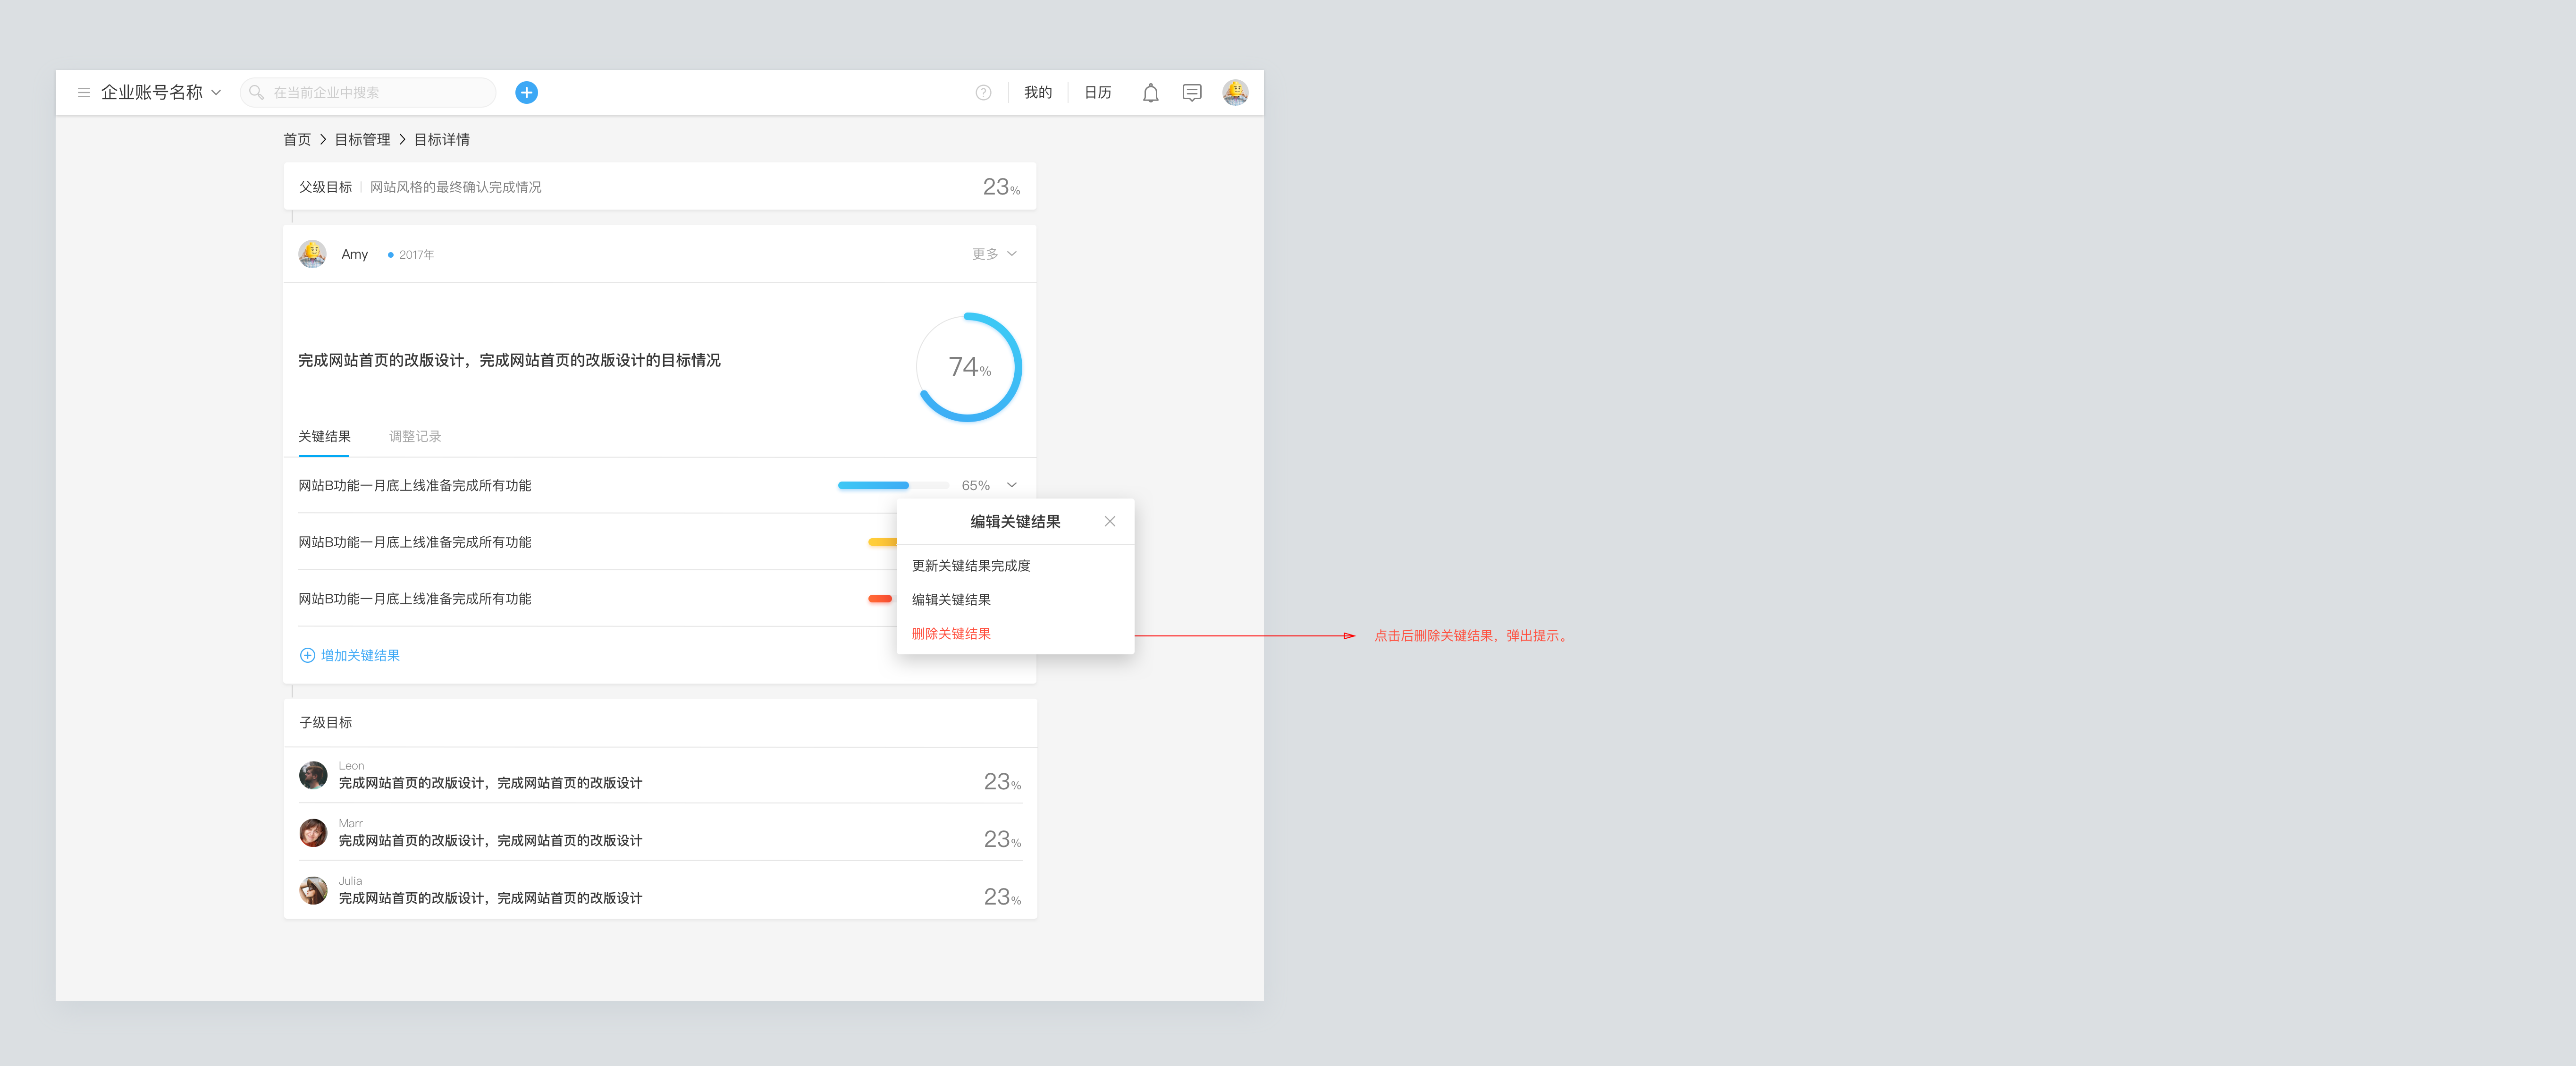 企业账号名称
在当前企业中搜索
我的
日历
首页 > 目标管理 > 目标详情
父级目标 网站风格的最终确认完成情况
23%
Amy
2017年
更多
完成网站首页的改版设计，完成网站首页的改版设计的目标情况
74%
关键结果
调整记录
网站B功能一月底上线准备完成所有功能
65%
编辑关键结果
网站B功能一月底上线准备完成所有功能
更新关键结果完成度
网站B功能一月底上线准备完成所有功能
编辑关键结果
删除关键结果
点击后删除关键结果，弹出提示。
增加关键结果
子级目标
Leon
完成网站首页的改版设计，完成网站首页的改版设计
23%
Marr
完成网站首页的改版设计，完成网站首页的改版设计
23%
Julia
完成网站首页的改版设计，完成网站首页的改版设计
23%